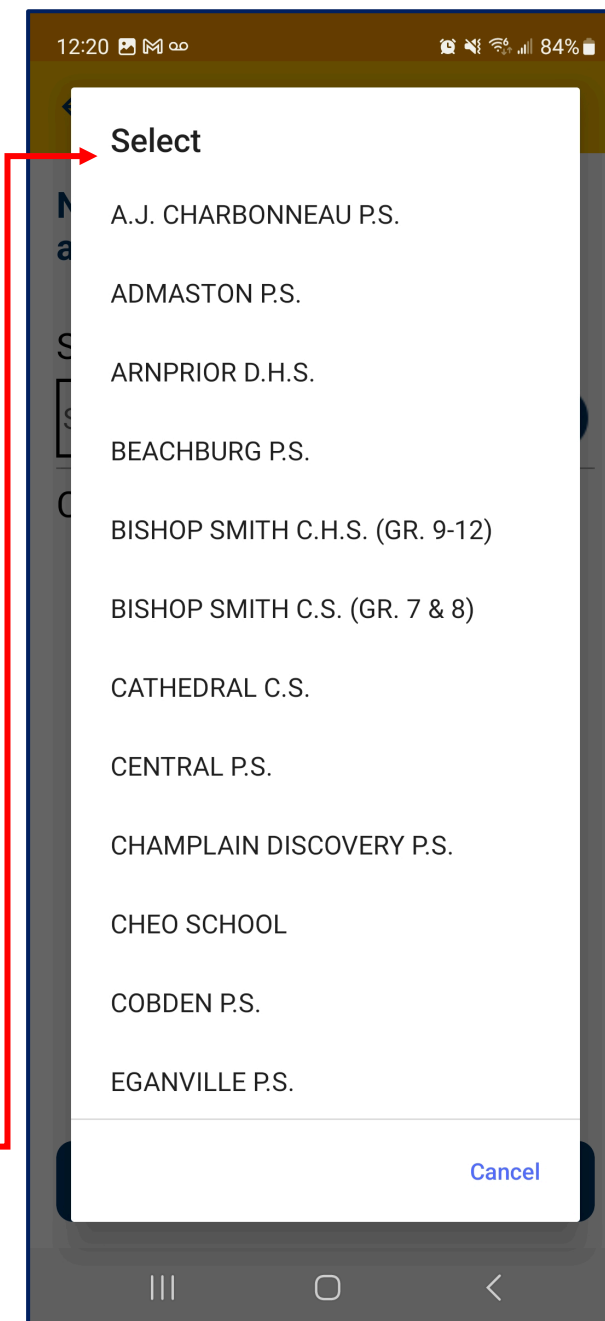 12:20 84%
Select
A.J. CHARBONNEAU P.S.
ADMASTON P.S.
ARNPRIOR D.H.S.
BEACHBURG P.S.
BISHOP SMITH C.H.S. (GR. 9-12)
BISHOP SMITH C.S. (GR. 7 & 8)
CATHEDRAL C.S.
CENTRAL P.S.
CHAMPLAIN DISCOVERY P.S.
CHEO SCHOOL
COBDEN P.S.
EGANVILLE P.S.
Cancel